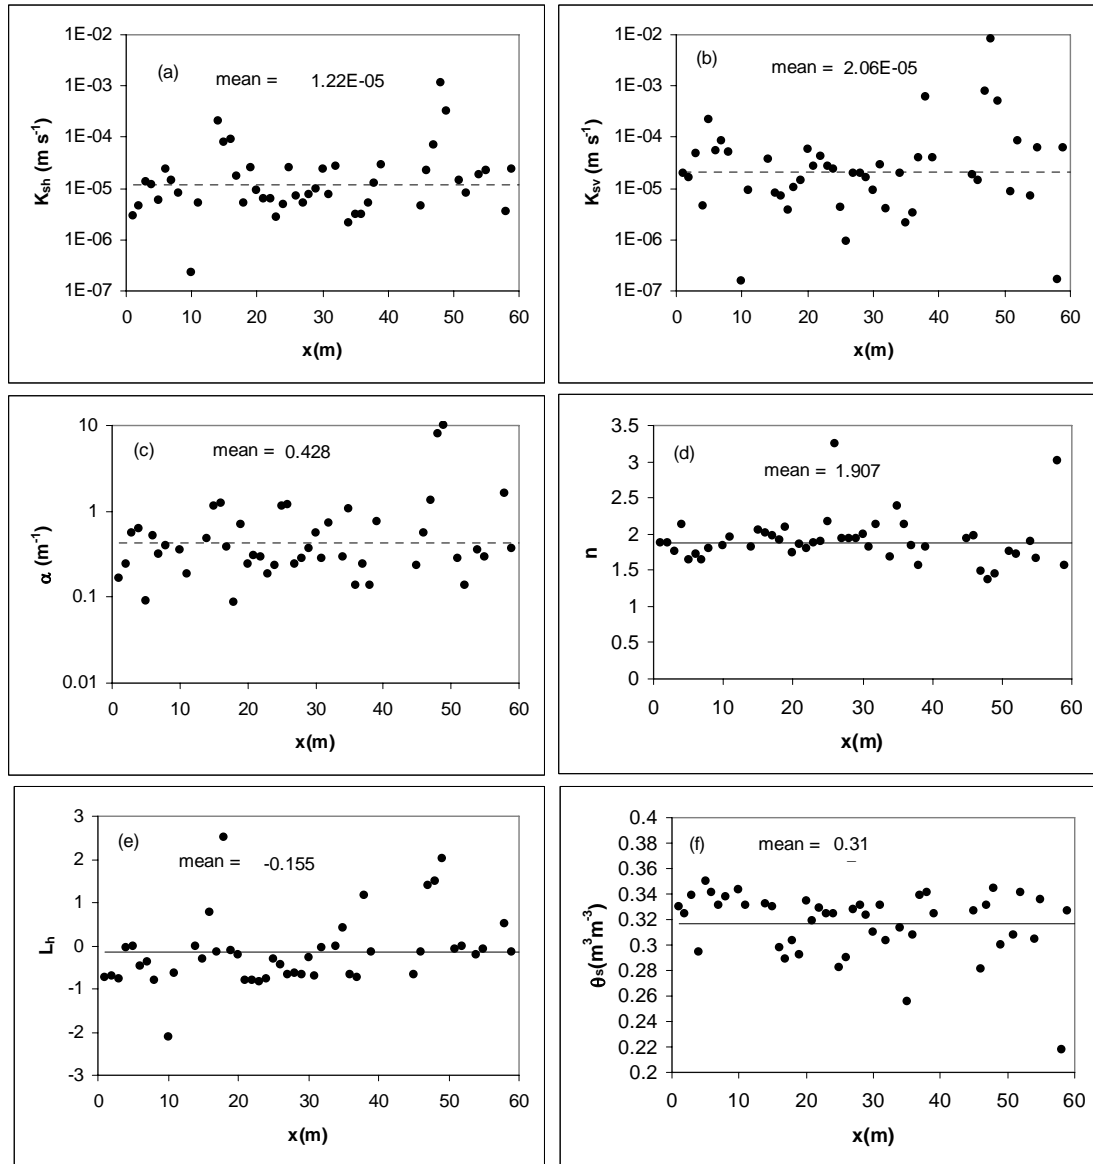 (a)
mean = 1.22E-05
1E-02
1E-03
1E-04
1E-05
1E-06
1E-07
K_sh (m s⁻¹)
0 10 20 30 40 50 60
x(m)
(b)
mean = 2.06E-05
1E-02
1E-03
1E-04
1E-05
1E-06
1E-07
K_sv (m s⁻¹)
0 10 20 30 40 50 60
x(m)
(c)
mean = 0.428
10
1
0.1
0.01
α (m⁻¹)
0 10 20 30 40 50 60
x(m)
(d)
mean = 1.907
3.5
3
2.5
2
1.5
1
0.5
0
n
0 10 20 30 40 50 60
x(m)
(e)
mean = -0.155
3
2
1
0
-1
-2
-3
L_h
0 10 20 30 40 50 60
x(m)
(f)
mean = 0.31
0.4
0.38
0.36
0.34
0.32
0.3
0.28
0.26
0.24
0.22
0.2
θs(m³m⁻³)
0 10 20 30 40 50 60
x(m)